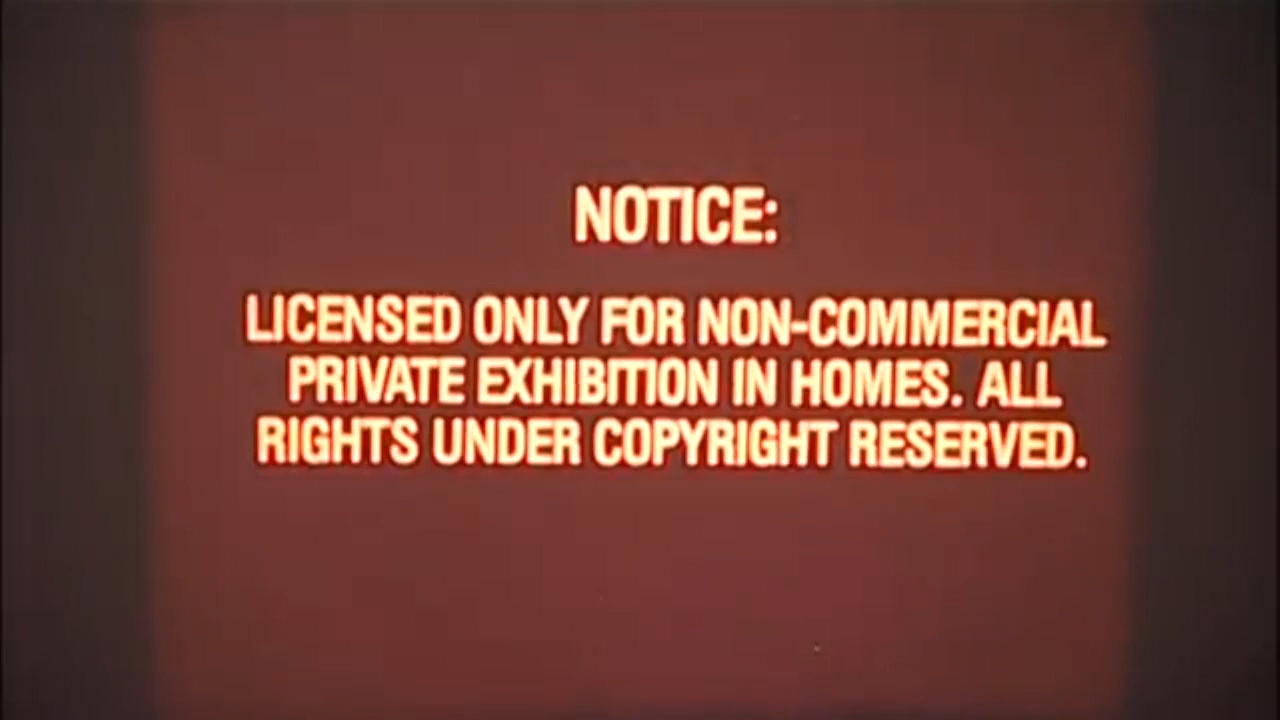 NOTICE:
LICENSED ONLY FOR NON-COMMERCIAL
PRIVATE EXHIBITION IN HOMES. ALL
RIGHTS UNDER COPYRIGHT RESERVED.